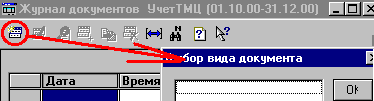 Журнал документов УчетТМЦ (01.10.00-31.12.00)
бор вида документа
Дата Время
OK